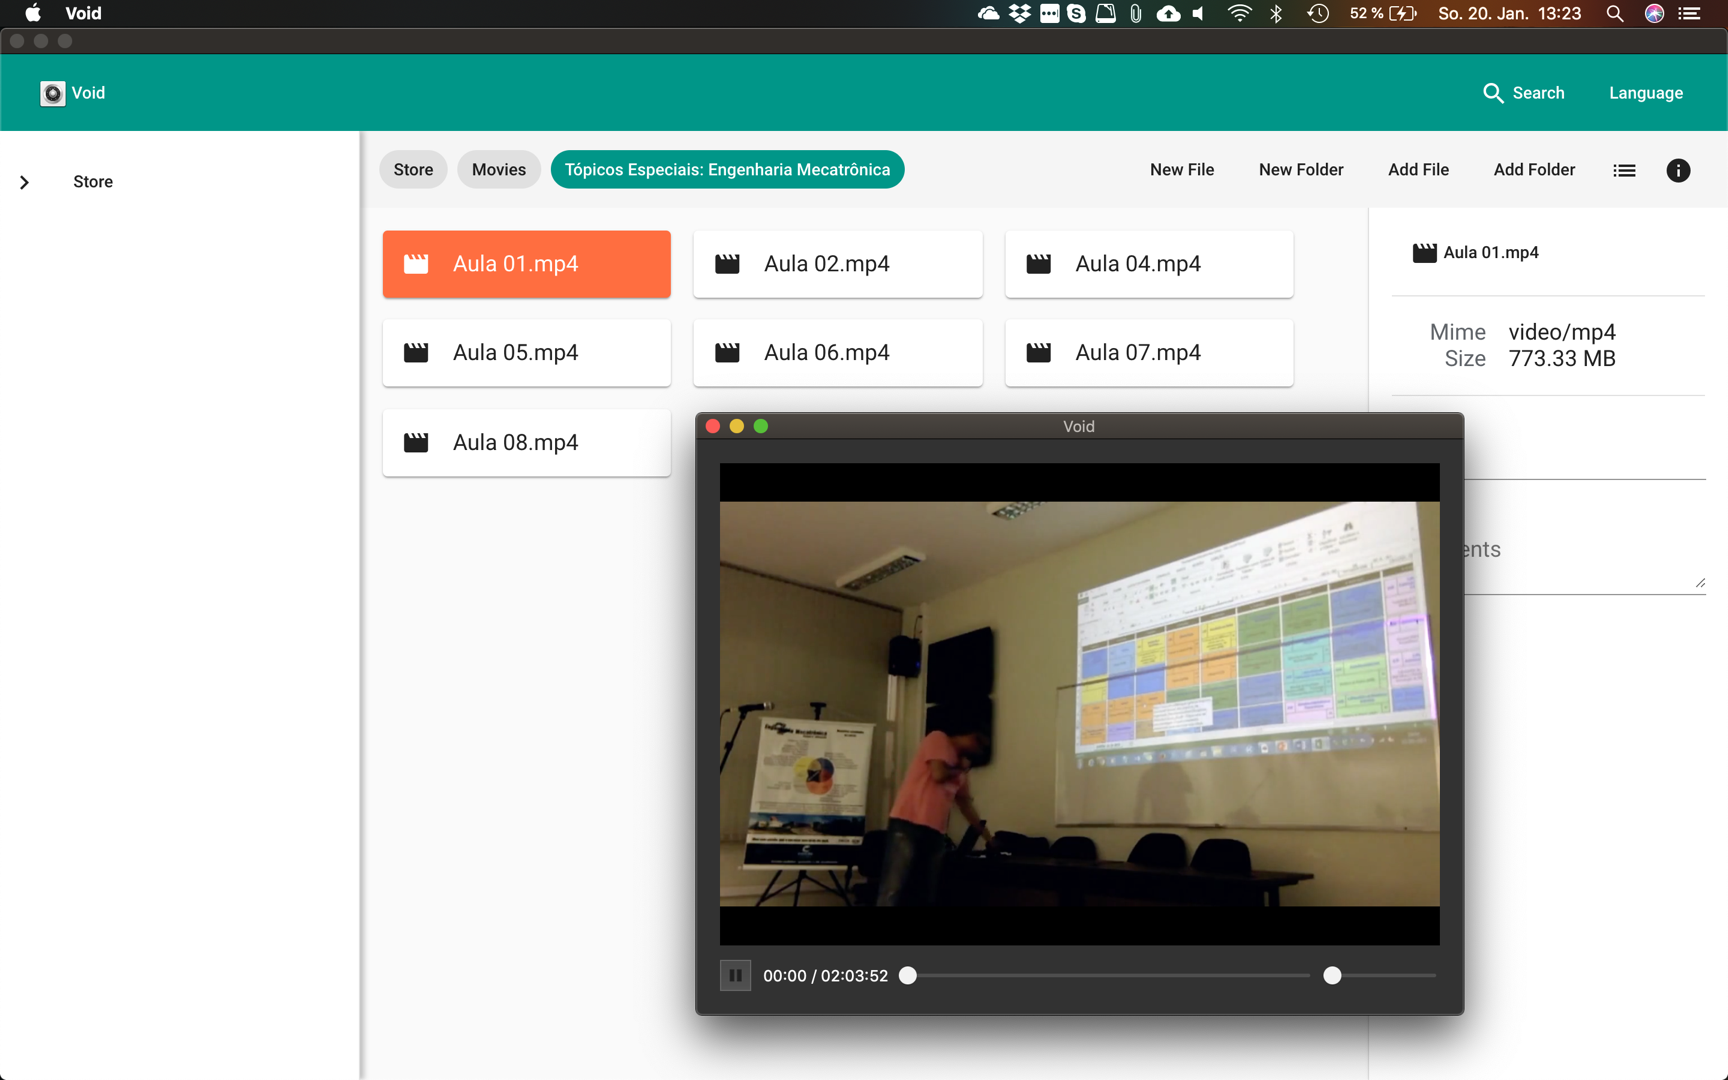 Void
52 %
So. 20. Jan. 13:23
Void
Search
Language
Store
Store
Movies
Tópicos Especiais: Engenharia Mecatrônica
New File
New Folder
Add File
Add Folder
Aula 01.mp4
Aula 02.mp4
Aula 04.mp4
Aula 01.mp4
Mime video/mp4
Size 773.33 MB
Aula 05.mp4
Aula 06.mp4
Aula 07.mp4
Aula 08.mp4
Void
ents
00:00 / 02:03:52